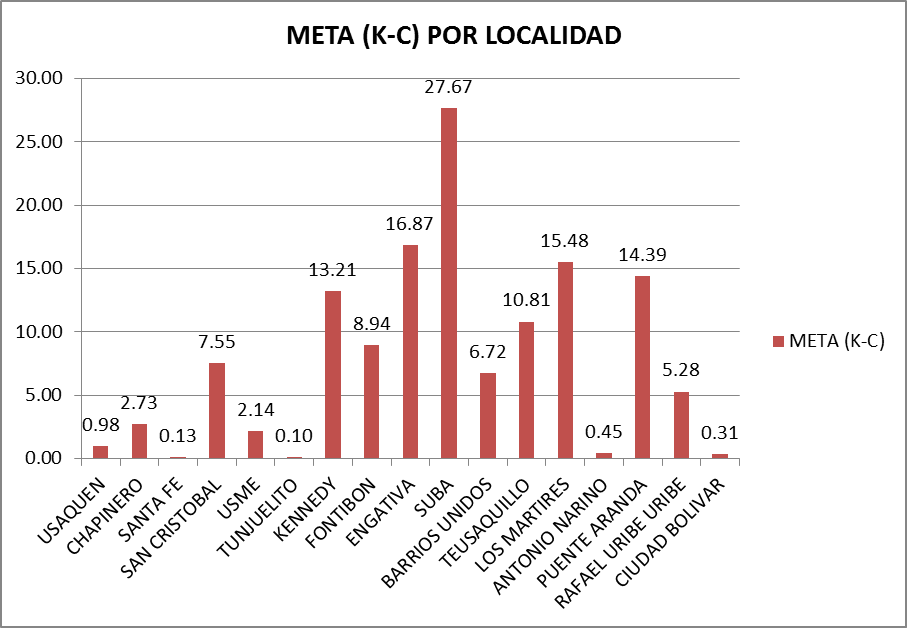 META (K-C) POR LOCALIDAD
30.00
25.00
20.00
15.00
10.00
5.00
0.00
0.98
2.73
0.13
7.55
2.14
0.10
13.21
8.94
16.87
27.67
6.72
10.81
15.48
0.45
14.39
5.28
0.31
USAQUEN
CHAPINERO
SANTA FE
SAN CRISTOBAL
USME
TUNJUELITO
KENNEDY
FONTIBON
ENGATIVA
SUBA
BARRIOS UNIDOS
TEUSAQUILLO
LOS MARTIRES
ANTONIO NARINO
PUENTE ARANDA
RAFAEL URIBE URIBE
CIUDAD BOLIVAR
META (K-C)